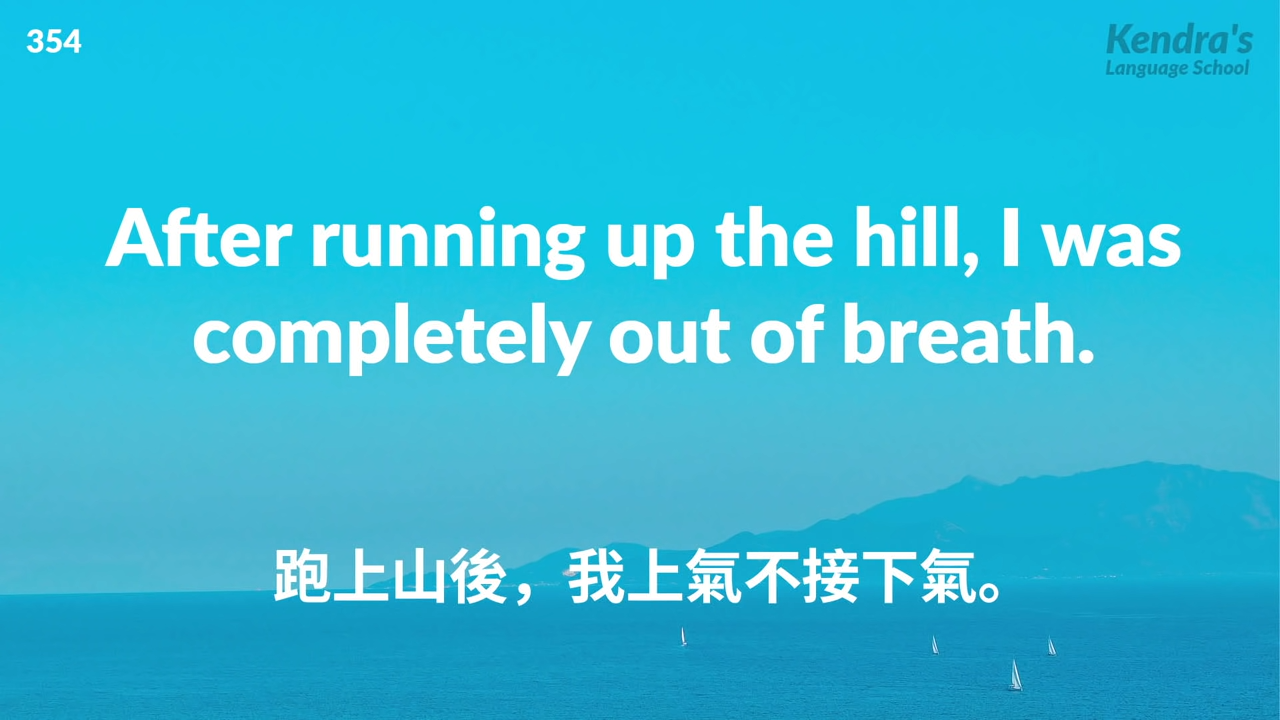 354
Kendra's
Language School
After running up the hill, I was
completely out of breath.
跑上山後，我上氣不接下氣。